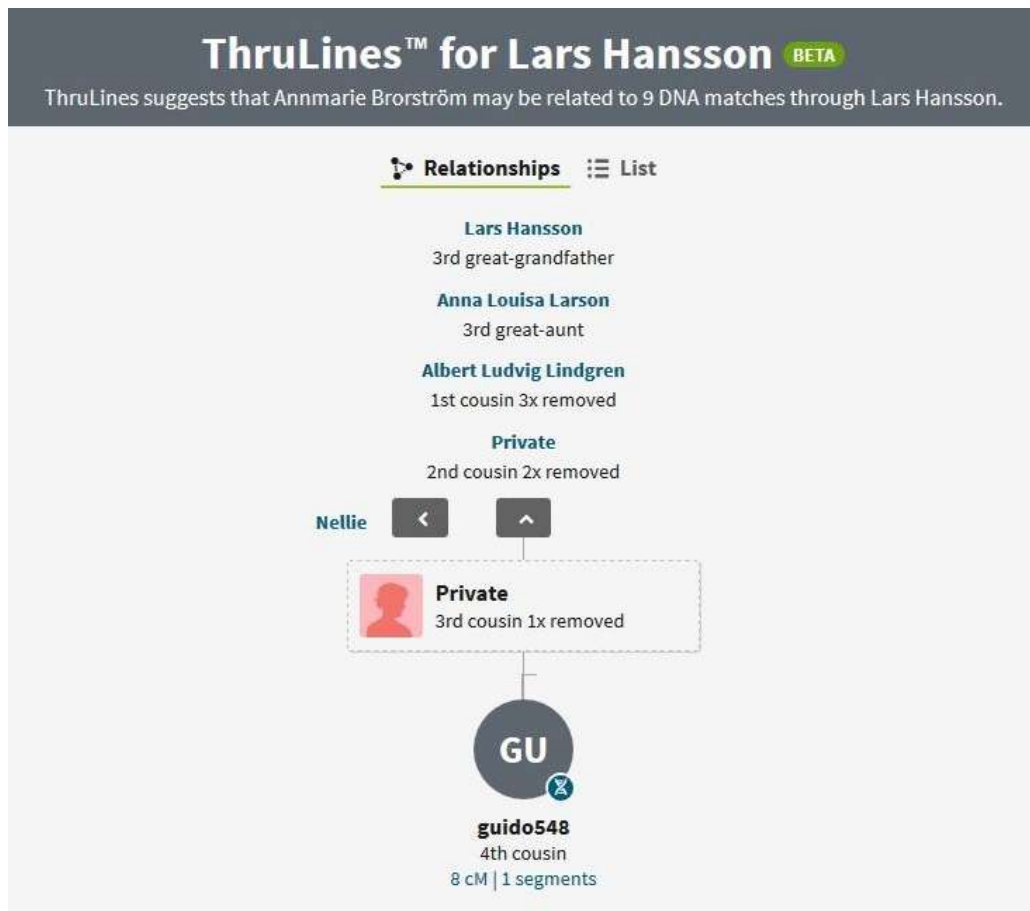 ThruLines™ for Lars Hansson BETA
ThruLines suggests that Annmarie Brorström may be related to 9 DNA matches through Lars Hansson.
Relationships List
Lars Hansson
3rd great-grandfather
Anna Louisa Larson
3rd great-aunt
Albert Ludvig Lindgren
1st cousin 3x removed
Private
2nd cousin 2x removed
Nellie
Private
3rd cousin 1x removed
GU
guido548
4th cousin
8 cM | 1 segments